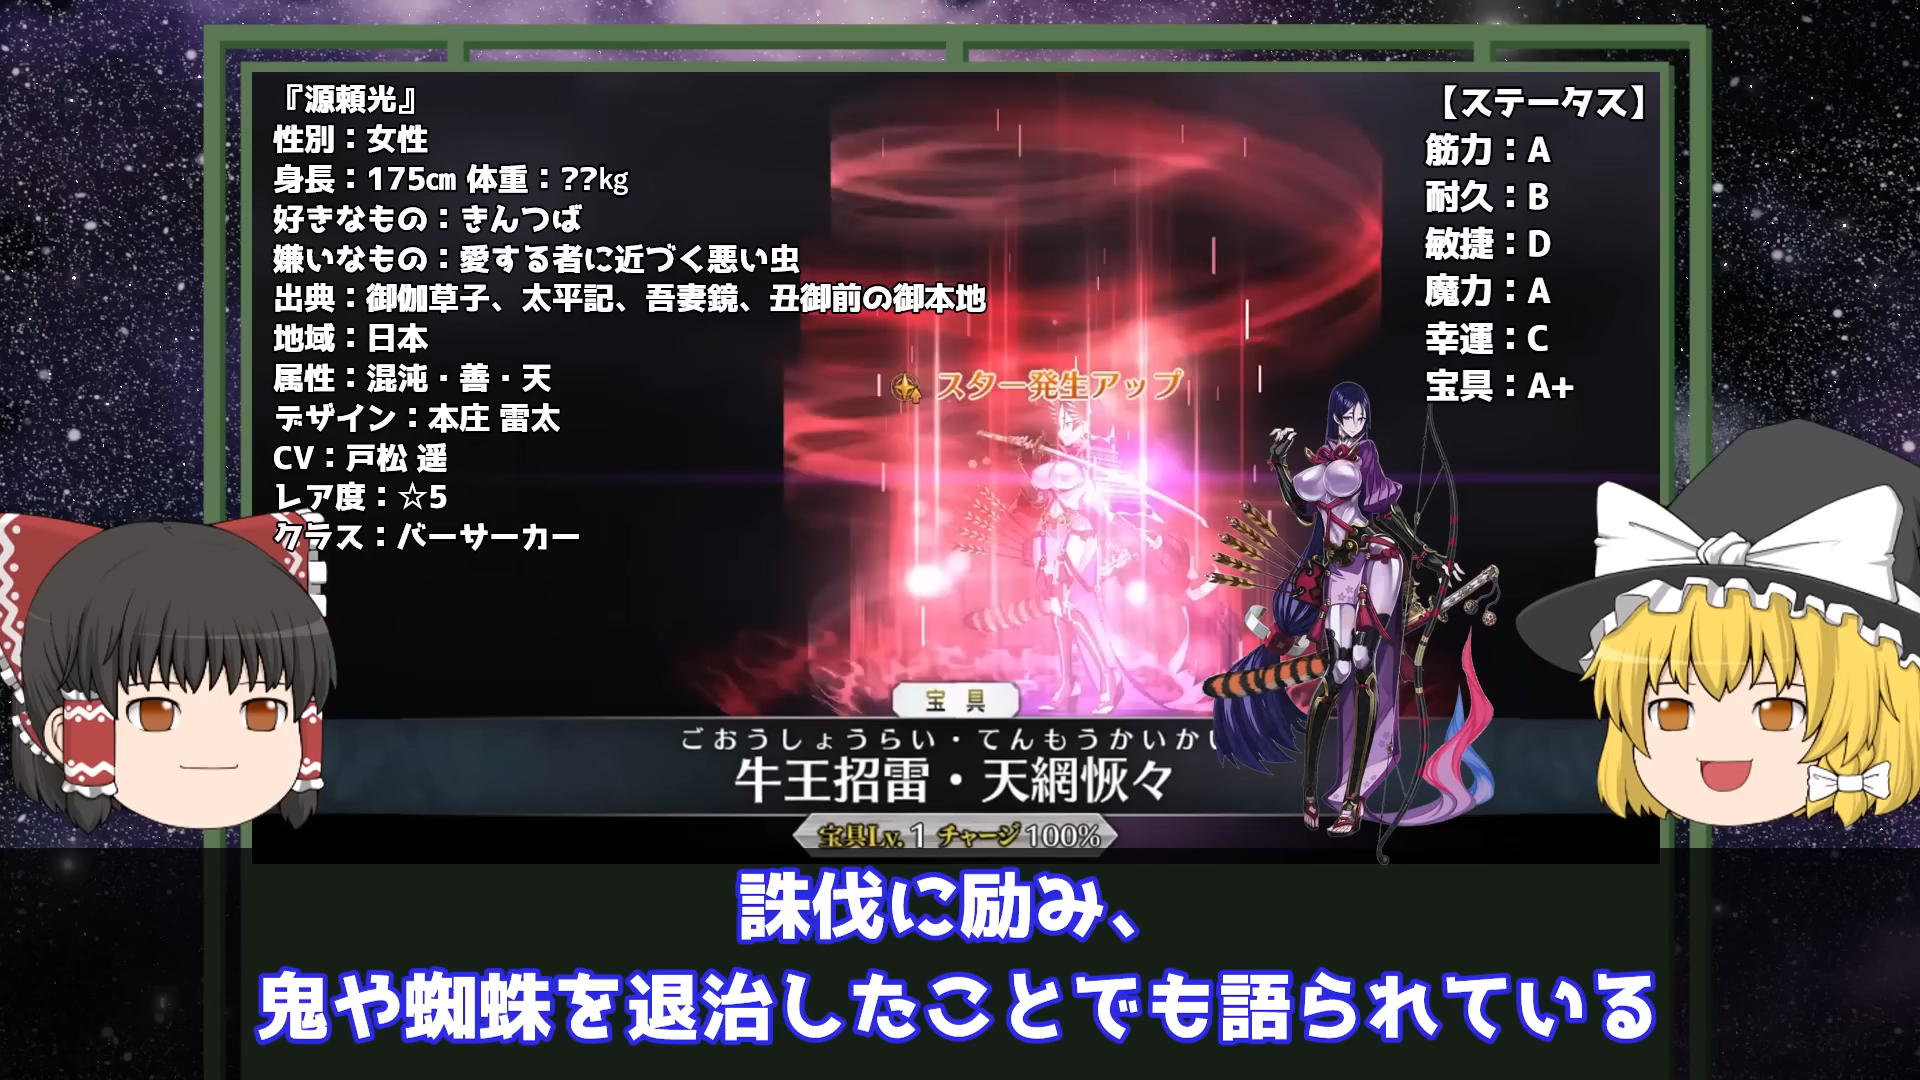 『源頼光』
性別：女性
身長：175㎝ 体重：??㎏
好きなもの：きんつば
嫌いなもの：愛する者に近づく悪い虫
出典：御伽草子、太平記、吾妻鏡、丑御前の御本地
地域：日本
属性：混沌・善・天
デザイン：本庄 雷太
CV：戸松 遥
レア度：☆5
クラス：バーサーカー
【ステータス】
筋力：A
耐久：B
敏捷：D
魔力：A
幸運：C
宝具：A+
スター発生アップ
宝具
ごおうしょうらい・てんもうかいかい
牛王招雷・天網恢々
宝具Lv.1 チャージ100%
誅伐に励み、
鬼や蜘蛛を退治したことでも語られている